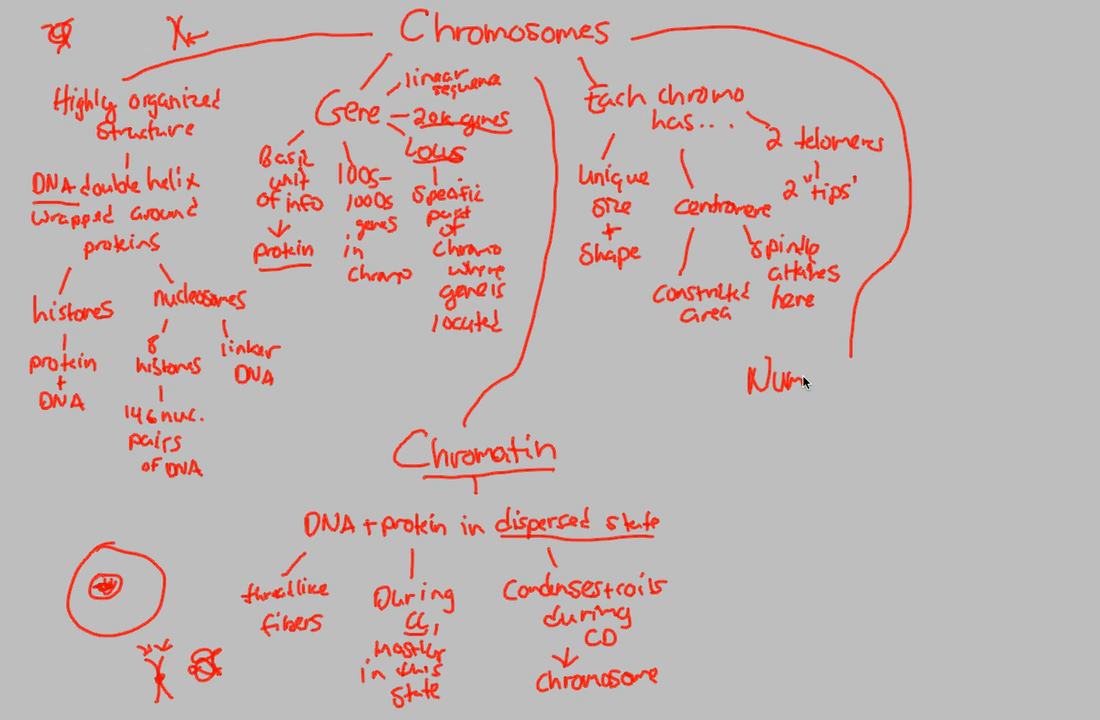 Chromosomes
Highly organized
structure
DNA double helix
wrapped around
proteins
histones
protein
+
DNA
nucleosomes
8
histones
146 nuc.
pairs
of DNA
linker
DNA
Gene
linear
sequence
20k genes
Locus
Basic
unit
of info
protein
100s-
1000s
genes
in
chromo
Specific
part
of
chromo
where
gene is
located
Each chromo
has....
Unique
size
+
shape
centromere
constricted
area
spindle
attaches
here
2 telomeres
2 "tips"
Num
Chromatin
DNA + protein in dispersed state
threadlike
fibers
During
CC,
mostly
in this
state
Condenses + coils
during
CD
chromosome